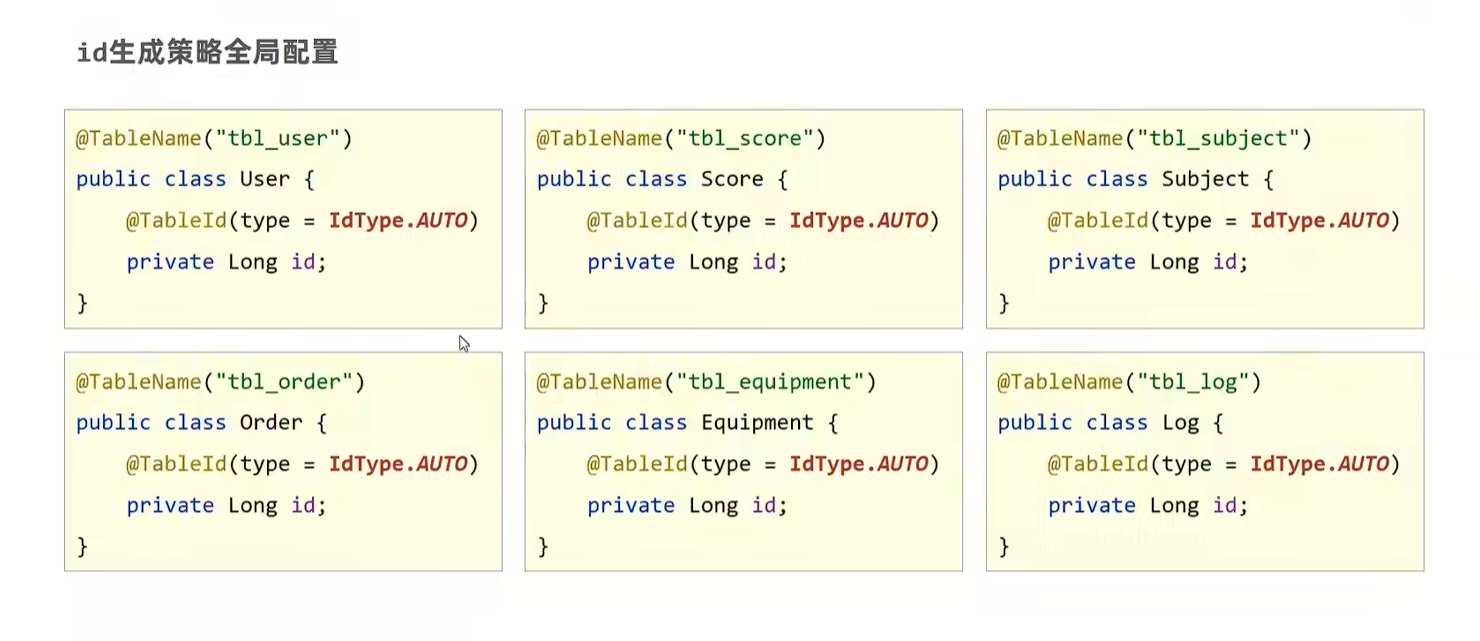 id生成策略全局配置
@TableName("tbl_user")
public class User {
    @TableId(type = IdType.AUTO)
    private Long id;
}
@TableName("tbl_score")
public class Score {
    @TableId(type = IdType.AUTO)
    private Long id;
}
@TableName("tbl_subject")
public class Subject {
    @TableId(type = IdType.AUTO)
    private Long id;
}
@TableName("tbl_order")
public class Order {
    @TableId(type = IdType.AUTO)
    private Long id;
}
@TableName("tbl_equipment")
public class Equipment {
    @TableId(type = IdType.AUTO)
    private Long id;
}
@TableName("tbl_log")
public class Log {
    @TableId(type = IdType.AUTO)
    private Long id;
}